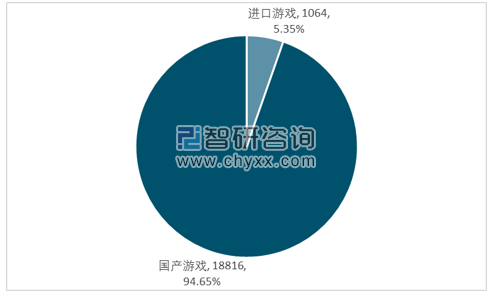 进口游戏, 1064,
5.35%
智研咨询
www.chyxx.com
国产游戏, 18816,
94.65%